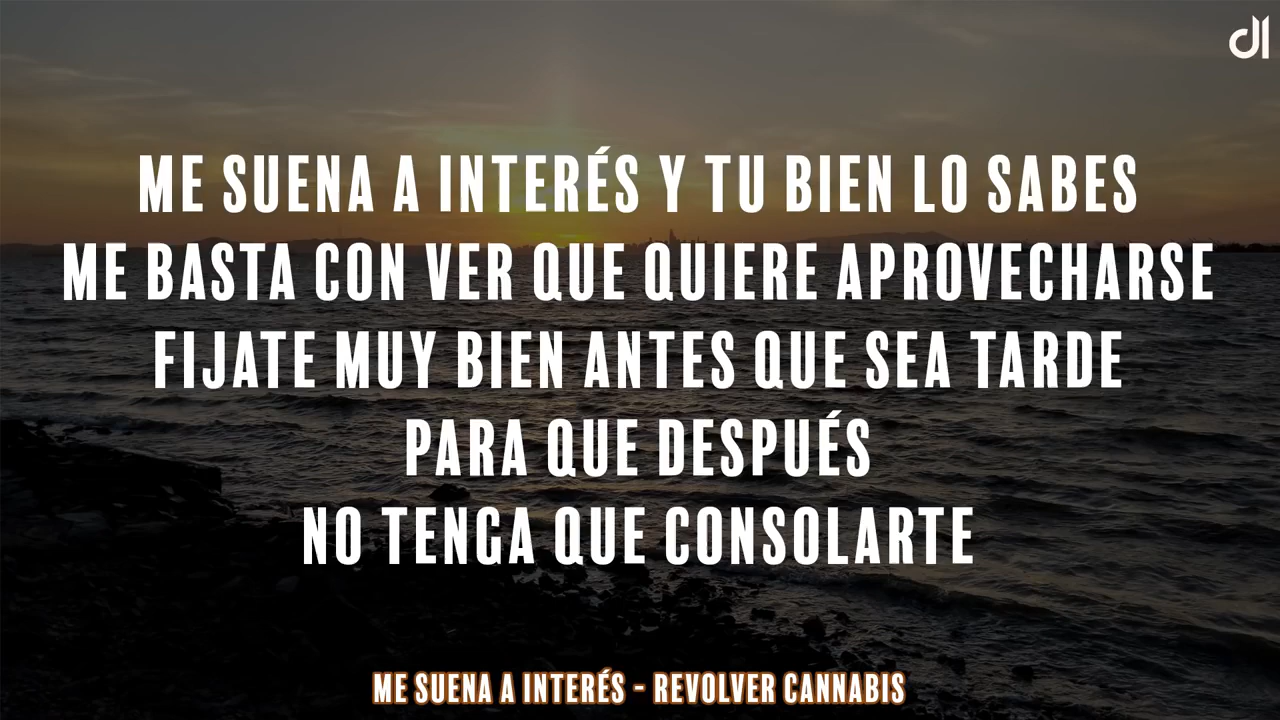 ME SUENA A INTERÉS Y TU BIEN LO SABES
ME BASTA CON VER QUE QUIERE APROVECHARSE
FIJATE MUY BIEN ANTES QUE SEA TARDE
PARA QUE DESPUÉS
NO TENGA QUE CONSOLARTE
ME SUENA A INTERÉS - REVOLVER CANNABIS